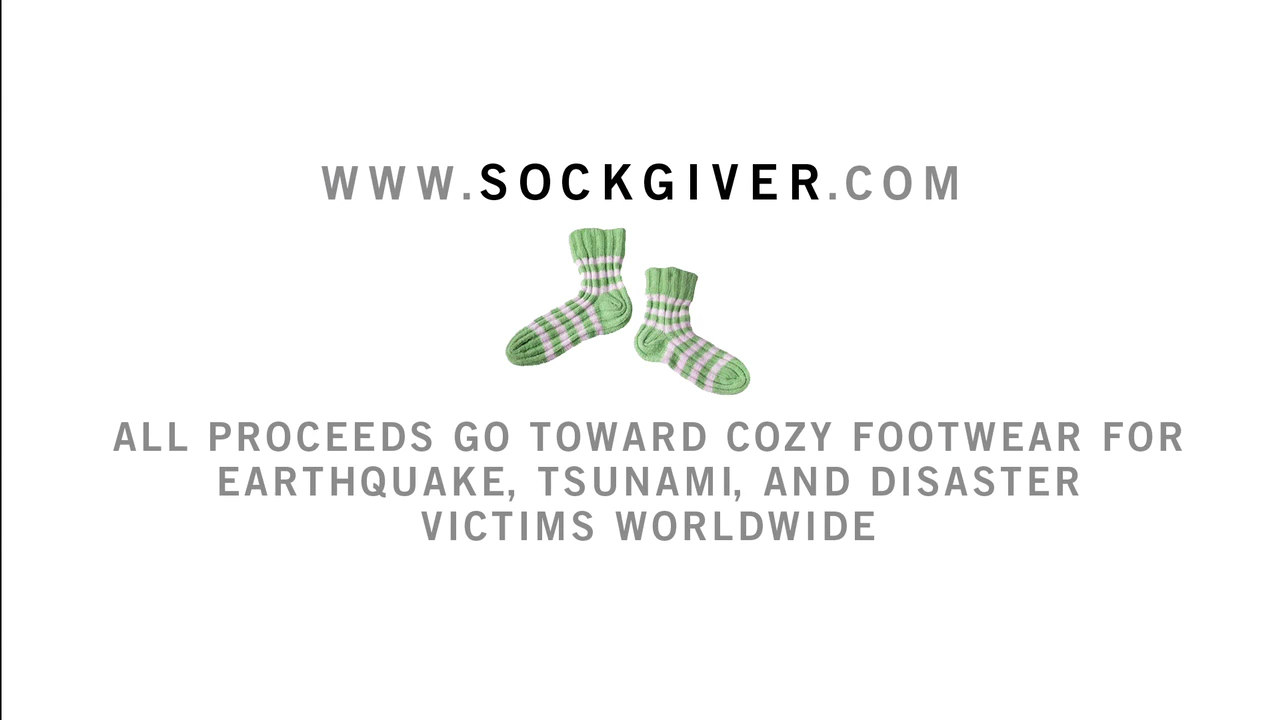 WWW.SOCKGIVER.COM
ALL PROCEEDS GO TOWARD COZY FOOTWEAR FOR
EARTHQUAKE, TSUNAMI, AND DISASTER
VICTIMS WORLDWIDE